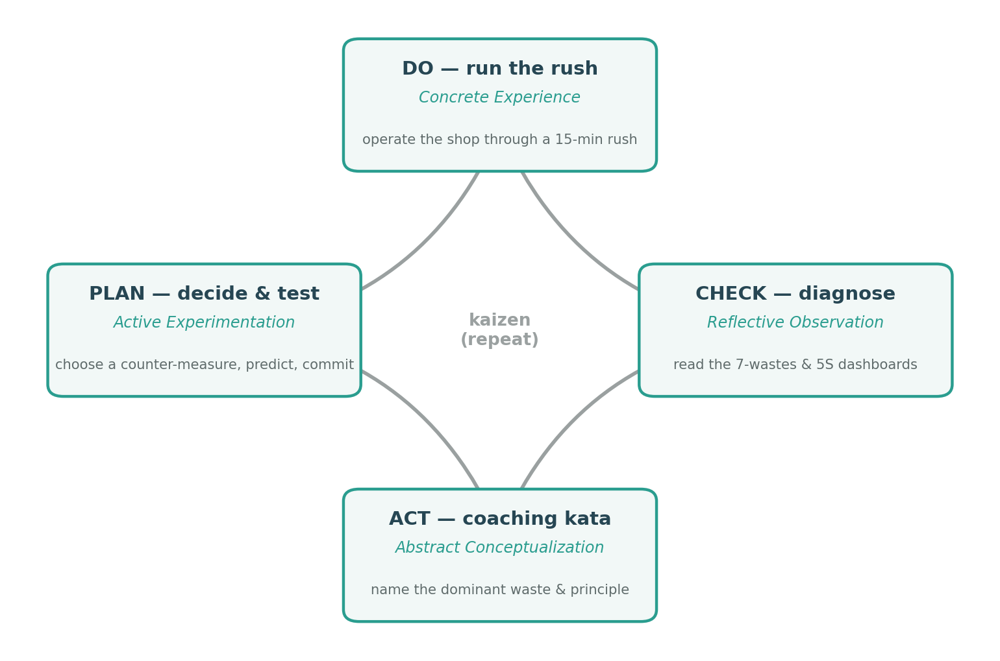 DO — run the rush
Concrete Experience
operate the shop through a 15-min rush
PLAN — decide & test
Active Experimentation
choose a counter-measure, predict, commit
kaizen
(repeat)
CHECK — diagnose
Reflective Observation
read the 7-wastes & 5S dashboards
ACT — coaching kata
Abstract Conceptualization
name the dominant waste & principle